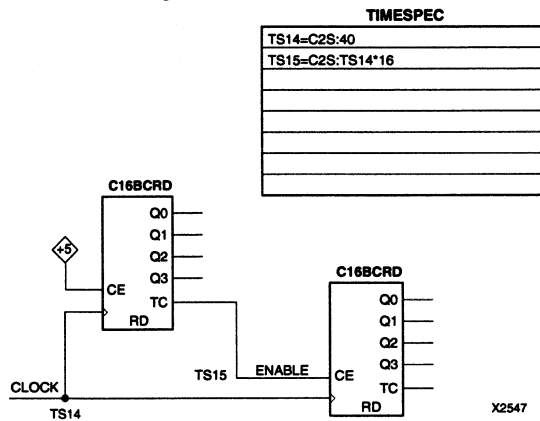 TIMESPEC
TS14=C2S:40
TS15=C2S:TS14*16
C16BCRD
Q0
Q1
+5
Q2
Q3
CE
TC
RD
C16BCRD
Q0
Q1
Q2
TS15 ENABLE
CE
Q3
CLOCK
TC
TS14
RD
X2547